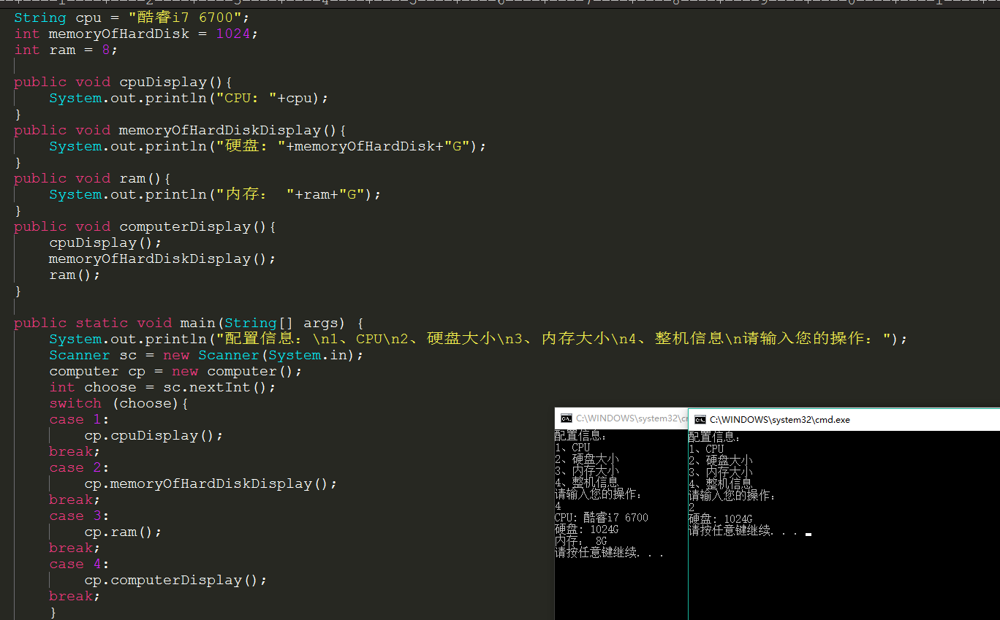 String cpu = "酷睿i7 6700";
int memoryOfHardDisk = 1024;
int ram = 8;
public void cpuDisplay(){
System.out.println("CPU: "+cpu);
}
public void memoryOfHardDiskDisplay(){
System.out.println("硬盘: "+memoryOfHardDisk+"G");
}
public void ram(){
System.out.println("内存： "+ram+"G");
}
public void computerDisplay(){
cpuDisplay();
memoryOfHardDiskDisplay();
ram();
}
public static void main(String[] args) {
System.out.println("配置信息：\n1、CPU\n2、硬盘大小\n3、内存大小\n4、整机信息\n请输入您的操作：");
Scanner sc = new Scanner(System.in);
computer cp = new computer();
int choose = sc.nextInt();
switch (choose){
case 1:
cp.cpuDisplay();
break;
case 2:
cp.memoryOfHardDiskDisplay();
break;
case 3:
cp.ram();
break;
case 4:
cp.computerDisplay();
break;
}
C:\WINDOWS\system32\c
配置信息：
1、CPU
2、硬盘大小
3、内存大小
4、整机信息
请输入您的操作：
4
CPU: 酷睿i7 6700
硬盘: 1024G
内存： 8G
请按任意键继续. . .
C:\WINDOWS\system32\cmd.exe
配置信息：
1、CPU
2、硬盘大小
3、内存大小
4、整机信息
请输入您的操作：
2
硬盘: 1024G
请按任意键继续. . .